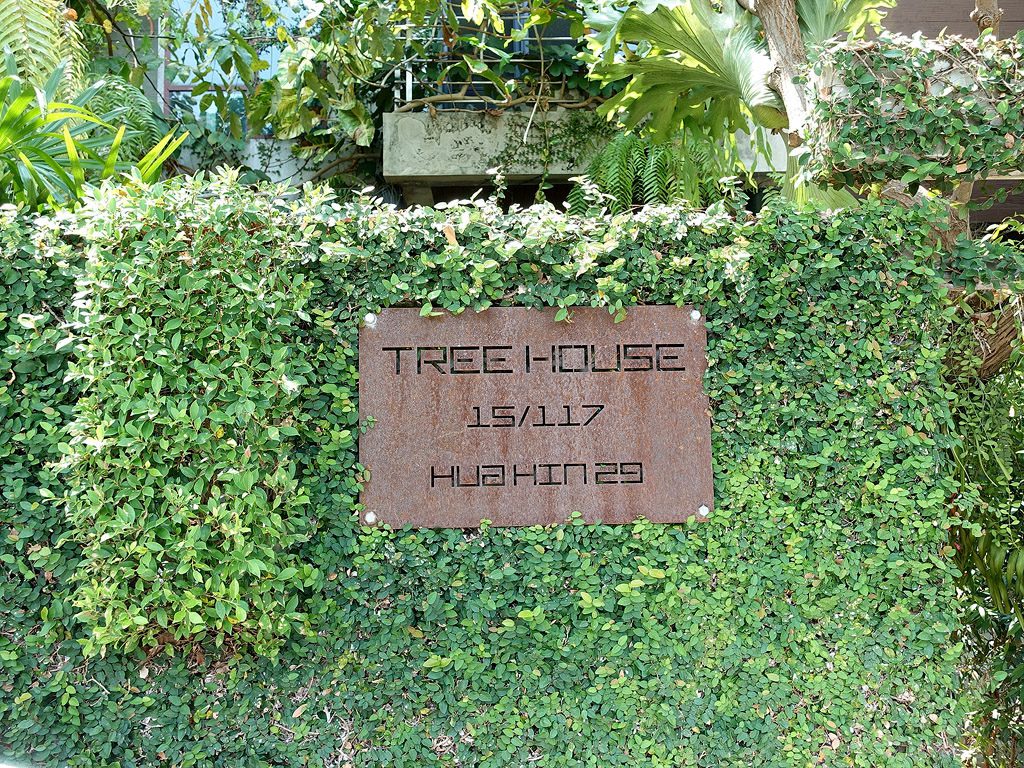 TREE HOUSE
15/117
HUa HIN 29